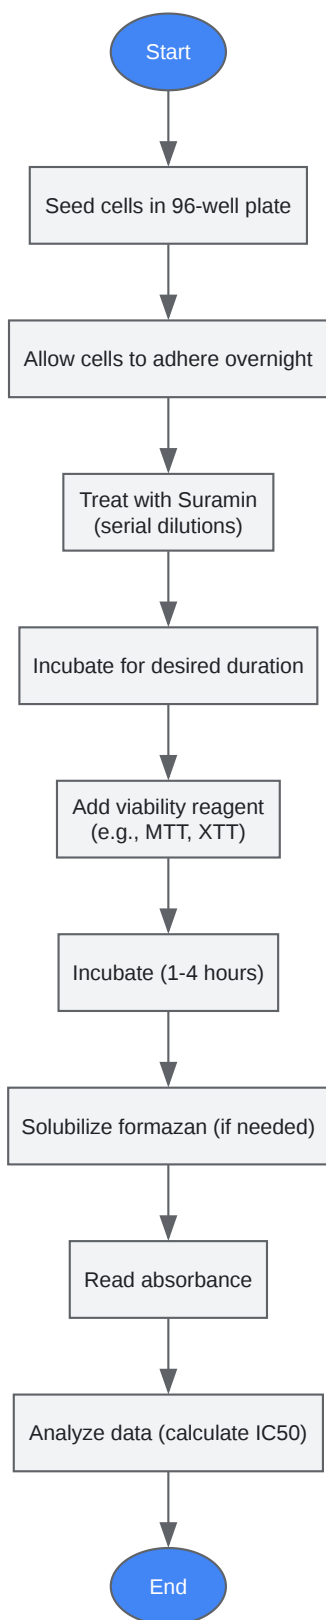 Start
Seed cells in 96-well plate
Allow cells to adhere overnight
Treat with Suramin
(serial dilutions)
Incubate for desired duration
Add viability reagent
(e.g., MTT, XTT)
Incubate (1-4 hours)
Solubilize formazan (if needed)
Read absorbance
Analyze data (calculate IC50)
End